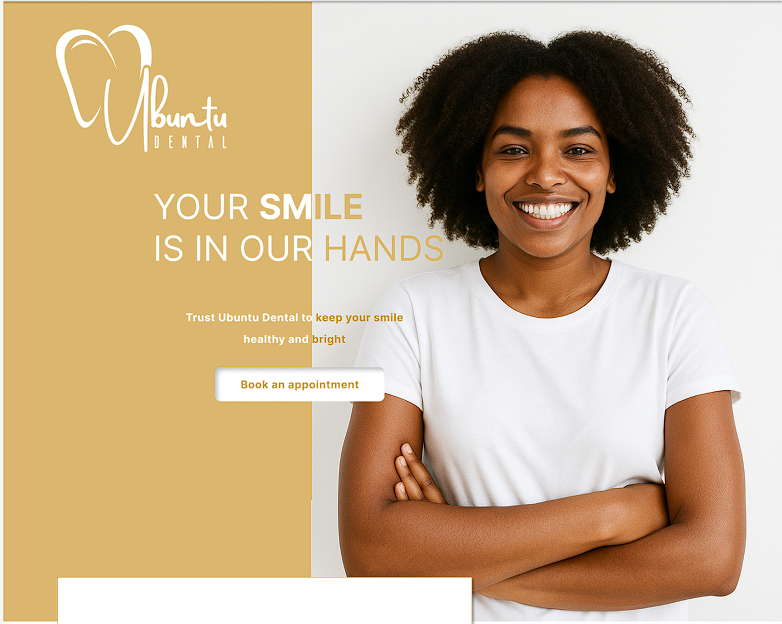 Ubuntu
DENTAL
YOUR SMILE
IS IN OUR HANDS
Trust Ubuntu Dental to keep your smile
healthy and bright
Book an appointment